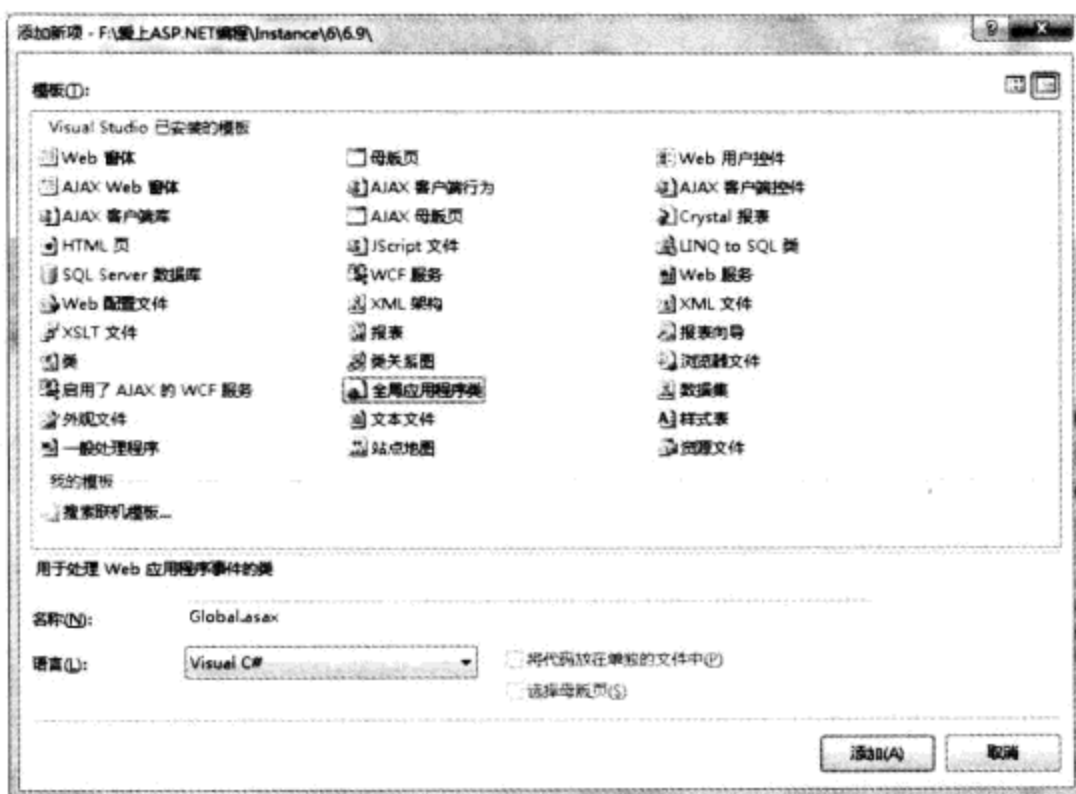 添加新项 - F:\爱上ASP.NET编程\Instance\6\6.9\
模板(T):
Visual Studio 已安装的模板
Web 窗体 母版页 Web 用户控件
AJAX Web 窗体 AJAX 客户端行为 AJAX 客户端控件
AJAX 客户端库 AJAX 母版页 Crystal 报表
HTML 页 JScript 文件 LINQ to SQL 类
SQL Server 数据库 WCF 服务 Web 服务
Web 配置文件 XML 架构 XML 文件
XSLT 文件 报表 报表向导
类 类关系图 浏览器文件
启用了 AJAX 的 WCF 服务 全局应用程序类 数据集
外观文件 文本文件 样式表
一般处理程序 站点地图 资源文件
我的模板
搜索联机模板...
用于处理 Web 应用程序事件的类
名称(N): Global.asax
语言(L): Visual C# 将代码放在单独的文件中(P)
选择母版页(S)
添加(A) 取消